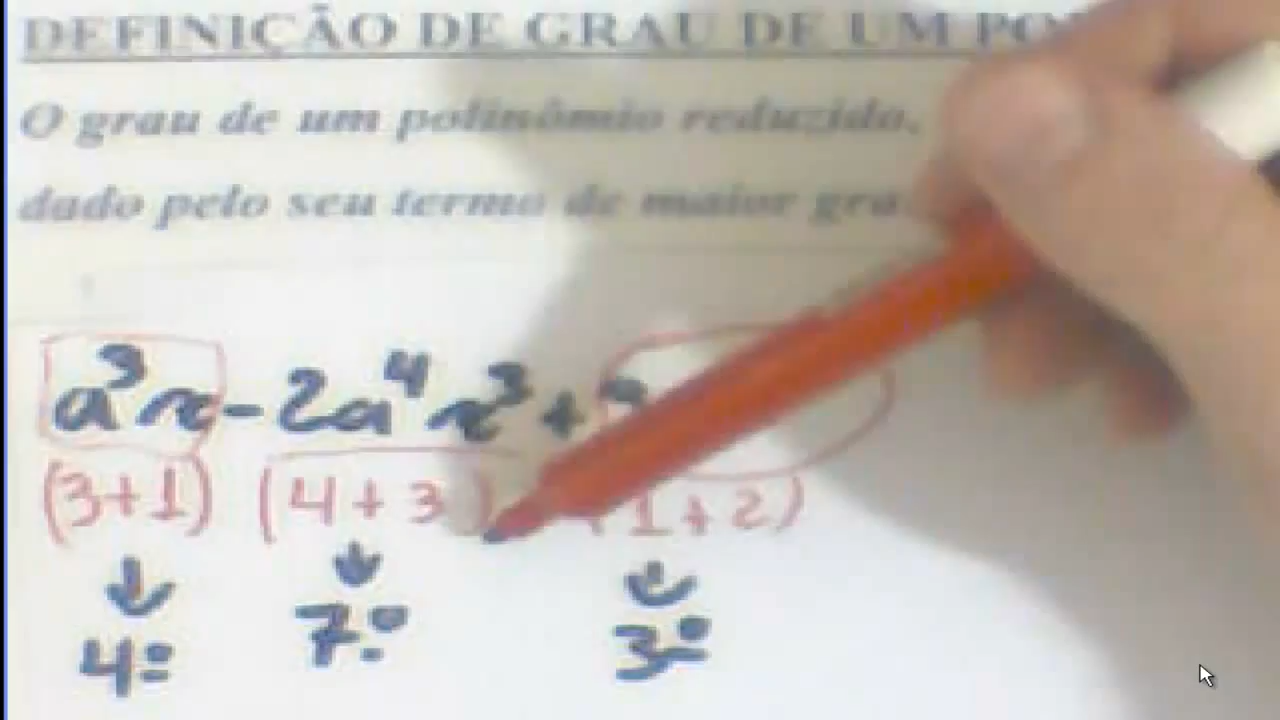 DEFINIÇÃO DE GRAU DE UM
O grau de um polinômio reduzido,
dado pelo seu termo de maior
a³x - 2a⁴x³ +
(3+1) (4+3) (1+2)
↓ ↓ ↓
4º 7º 3º